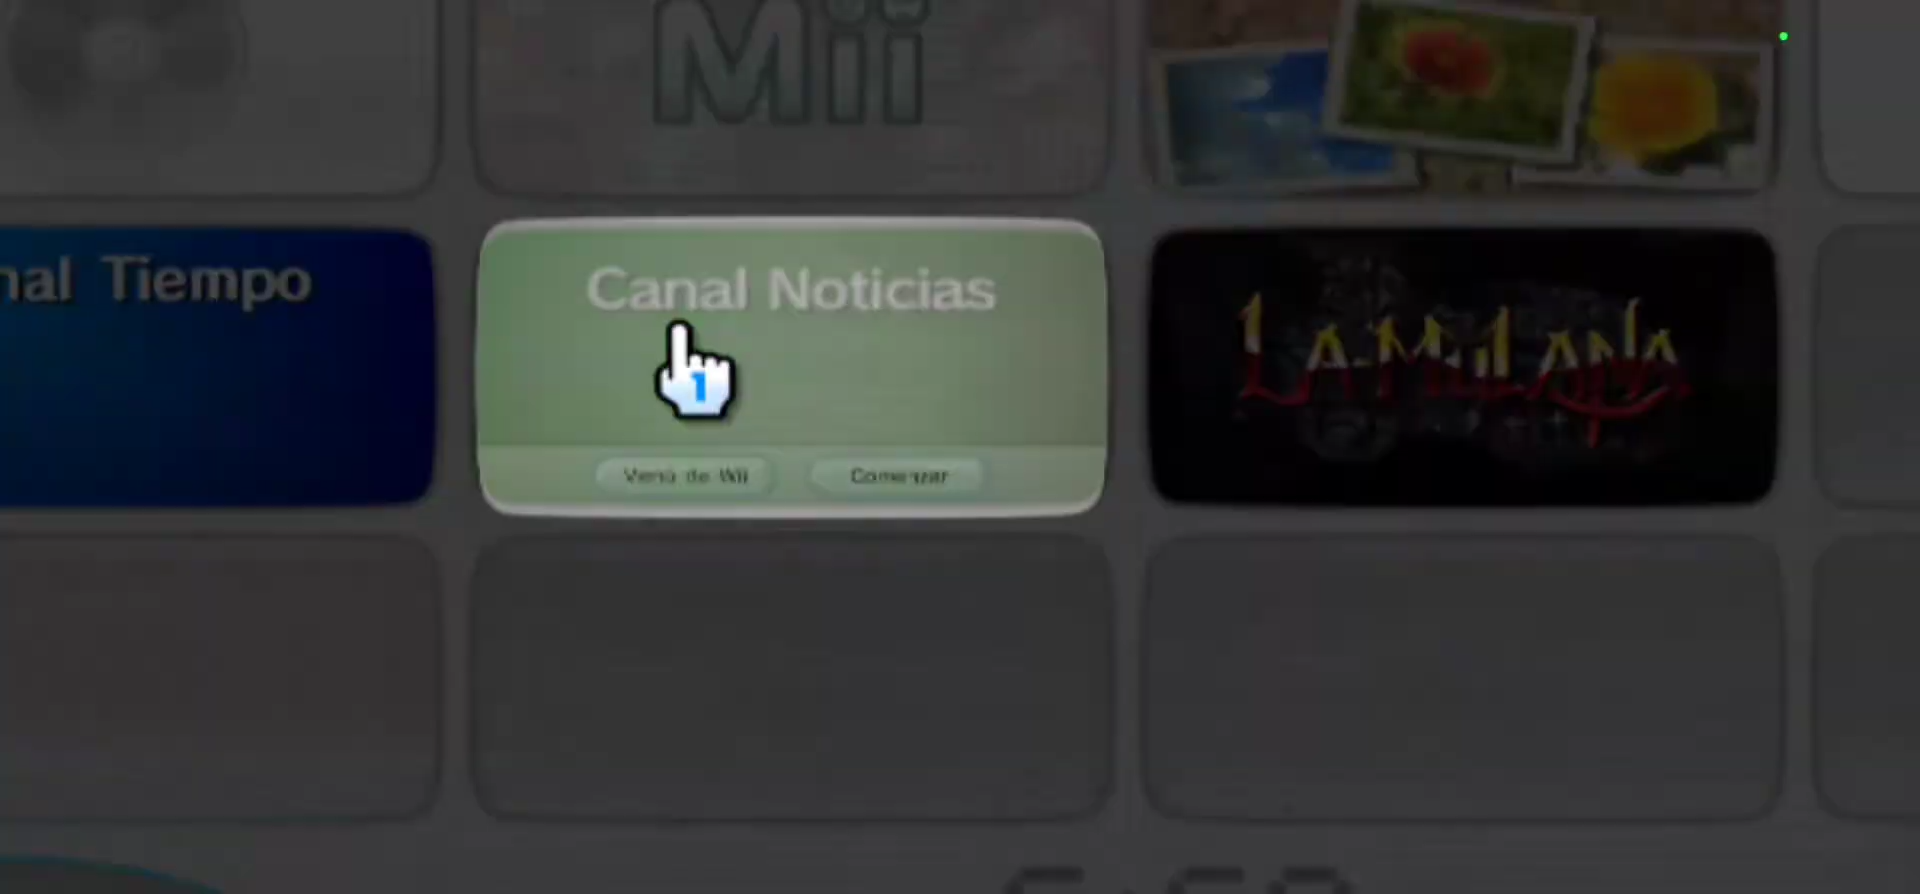 Mii
nal Tiempo
Canal Noticias
LA-MULANA
1
Menú de Wii
Comenzar